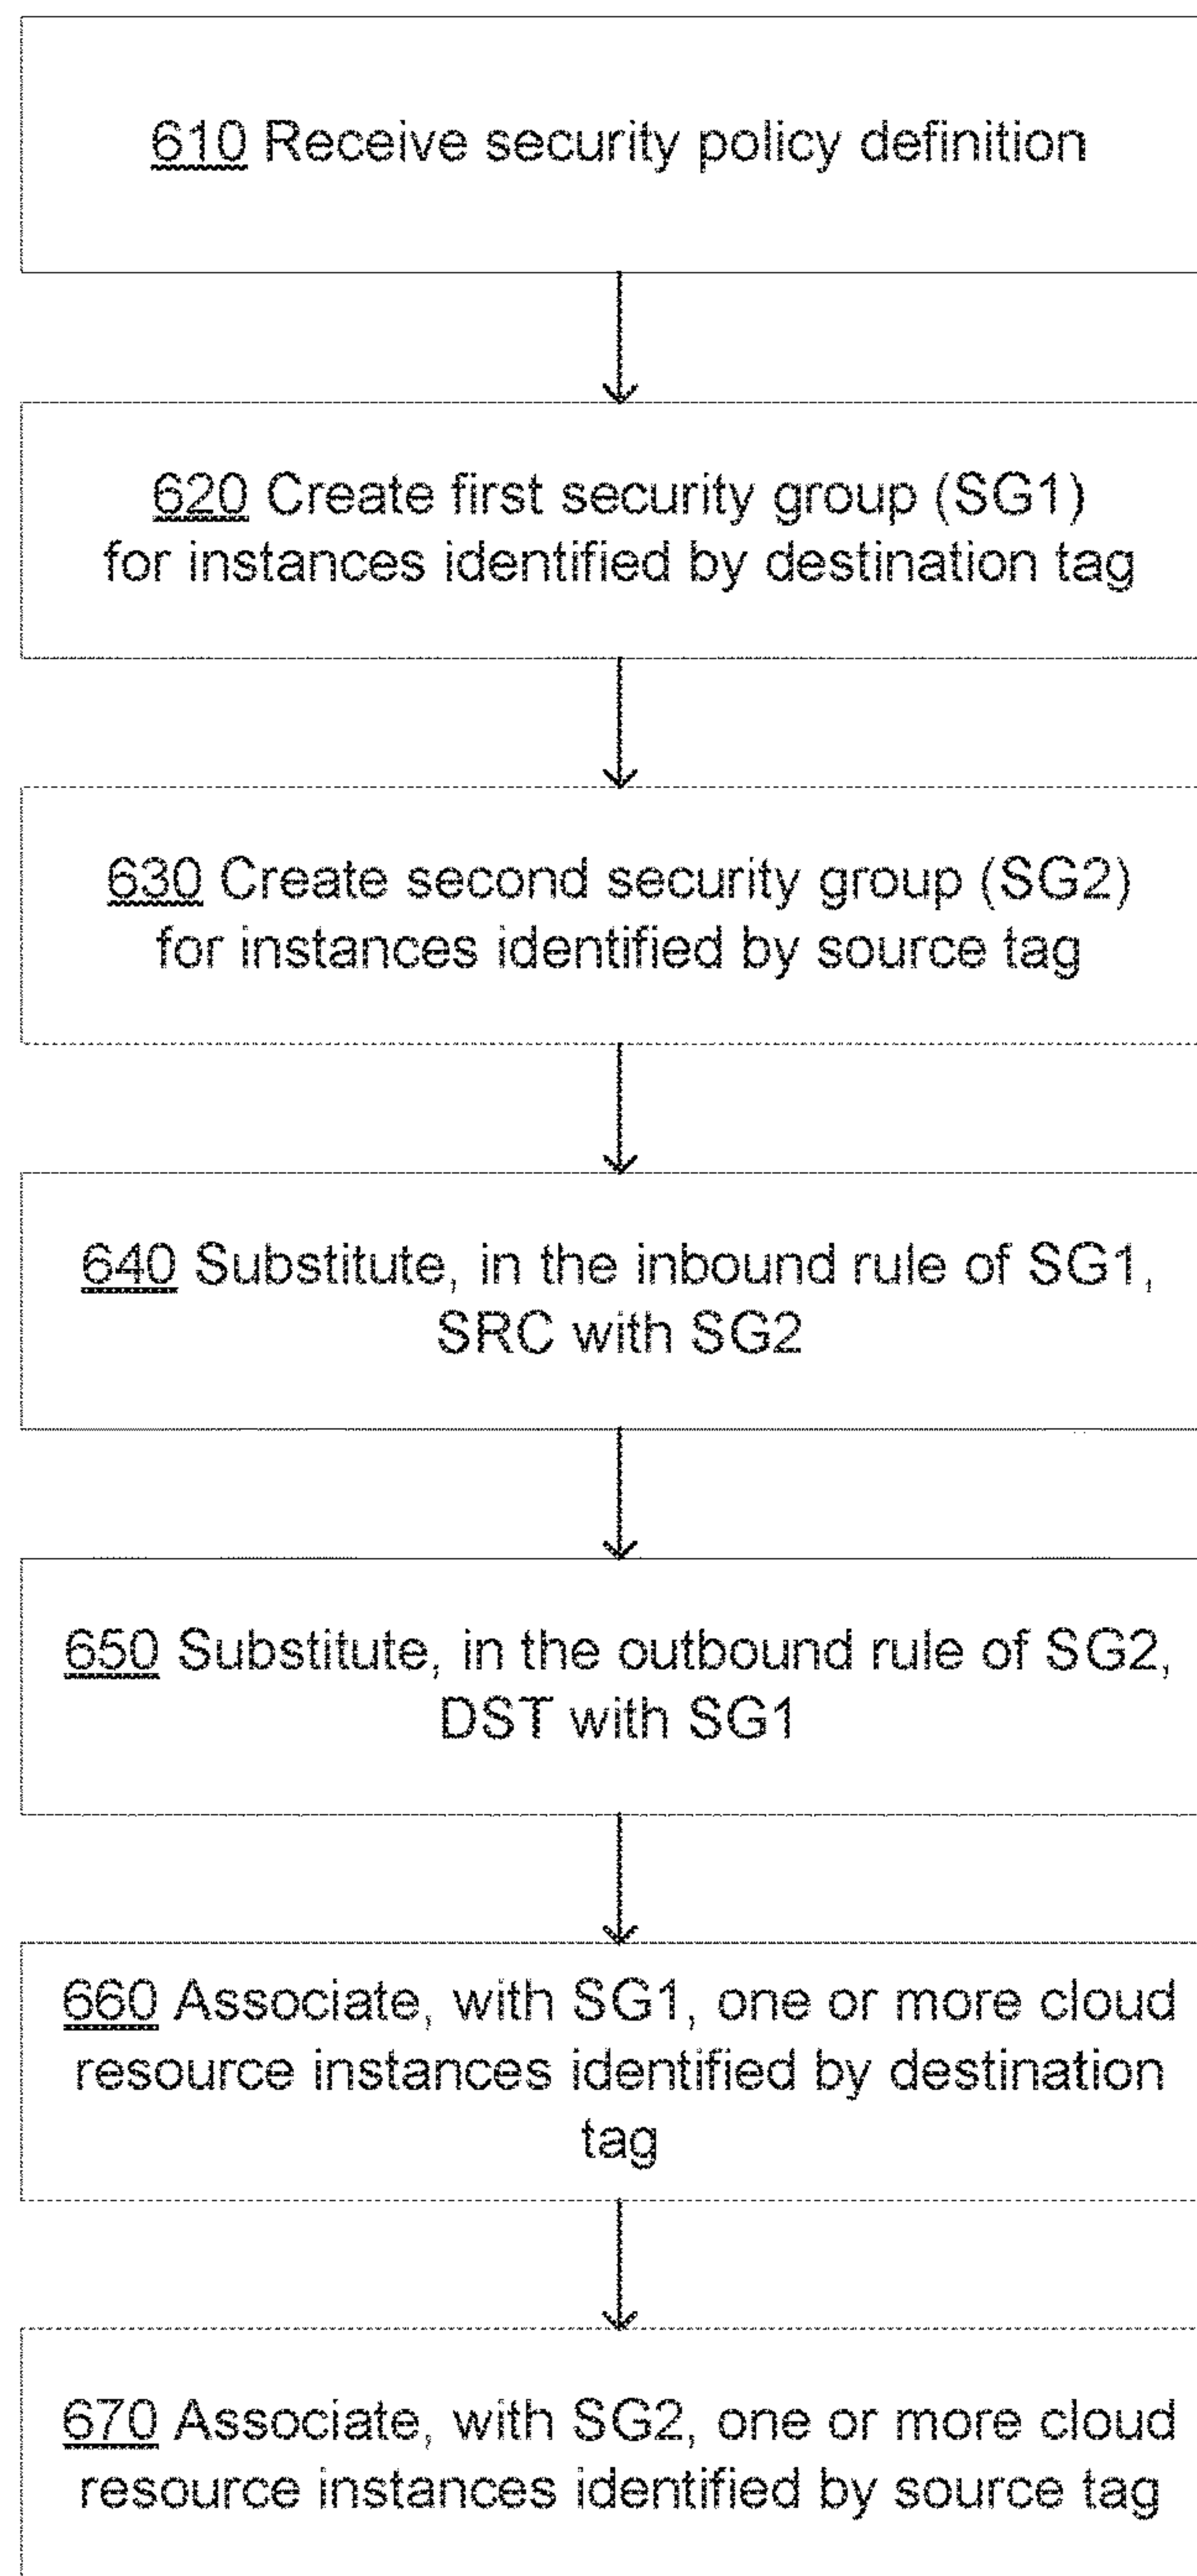 610 Receive security policy definition
620 Create first security group (SG1)
for instances identified by destination tag
630 Create second security group (SG2)
for instances identified by source tag
640 Substitute, in the inbound rule of SG1,
SRC with SG2
650 Substitute, in the outbound rule of SG2,
DST with SG1
660 Associate, with SG1, one or more cloud
resource instances identified by destination
tag
670 Associate, with SG2, one or more cloud
resource instances identified by source tag